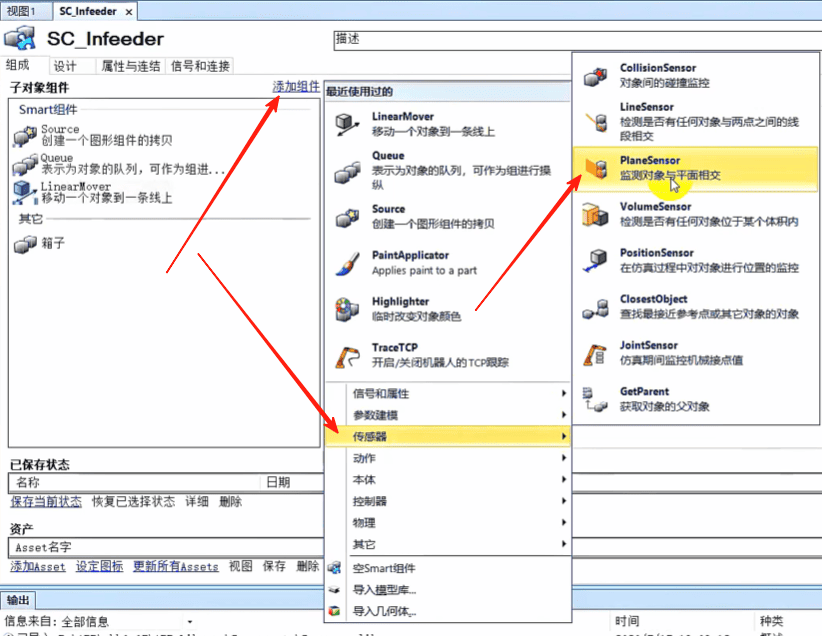 视图1
SC_Infeeder
SC_Infeeder
描述
组成
设计
属性与连结
信号和连接
子对象组件
添加组件
Smart组件
Source
创建一个图形组件的拷贝
Queue
表示为对象的队列，可作为组进...
LinearMover
移动一个对象到一条线上
其它
箱子
已保存状态
名称
日期
保存当前状态
恢复已选择状态
详细
删除
资产
Asset名字
添加Asset
设定图标
更新所有Assets
视图
保存
删除
输出
信息来自:
全部信息
时间
种类
最近使用过的
LinearMover
移动一个对象到一条线上
Queue
表示为对象的队列，可作为组进行操
纵
Source
创建一个图形组件的拷贝
PaintApplicator
Applies paint to a part
Highlighter
临时改变对象颜色
TraceTCP
开启/关闭机器人的TCP跟踪
信号和属性
参数建模
传感器
动作
本体
控制器
物理
其它
空Smart组件
导入模型库...
导入几何体...
CollisionSensor
对象间的碰撞监控
LineSensor
检测是否有任何对象与两点之间的线
段相交
PlaneSensor
监测对象与平面相交
VolumeSensor
检测是否有任何对象位于某个体积内
PositionSensor
在仿真过程中对对象进行位置的监控
ClosestObject
查找最接近参考点或其它对象的对象
JointSensor
仿真期间监控机械接点值
GetParent
获取对象的父对象